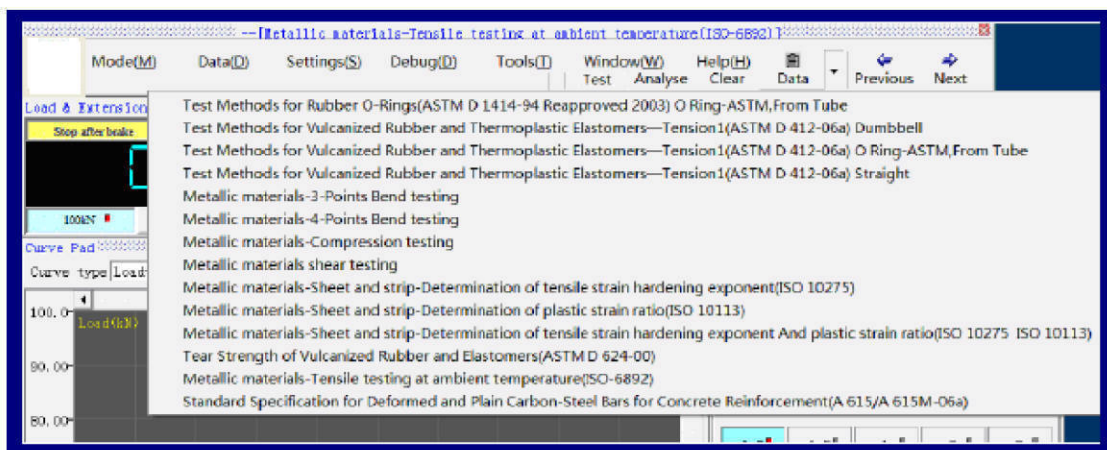 --[Metallic materials-Tensile testing at ambient temperature(ISO-6892)]
Mode(M) Data(D) Settings(S) Debug(D) Tools(T) Window(W) Help(H)
Test Analyse Clear Data Previous Next
Load & Extension
Stop after brake
Test Methods for Rubber O-Rings(ASTM D 1414-94 Reapproved 2003) O Ring-ASTM,From Tube
Test Methods for Vulcanized Rubber and Thermoplastic Elastomers—Tension1(ASTM D 412-06a) Dumbbell
Test Methods for Vulcanized Rubber and Thermoplastic Elastomers—Tension1(ASTM D 412-06a) O Ring-ASTM,From Tube
Test Methods for Vulcanized Rubber and Thermoplastic Elastomers—Tension1(ASTM D 412-06a) Straight
Metallic materials-3-Points Bend testing
Metallic materials-4-Points Bend testing
Metallic materials-Compression testing
Metallic materials shear testing
Metallic materials-Sheet and strip-Determination of tensile strain hardening exponent(ISO 10275)
Metallic materials-Sheet and strip-Determination of plastic strain ratio(ISO 10113)
Metallic materials-Sheet and strip-Determination of tensile strain hardening exponent And plastic strain ratio(ISO 10275 ISO 10113)
Tear Strength of Vulcanized Rubber and Elastomers(ASTM D 624-00)
Metallic materials-Tensile testing at ambient temperature(ISO-6892)
Standard Specification for Deformed and Plain Carbon-Steel Bars for Concrete Reinforcement(A 615/A 615M-06a)
100kN
Curve Pad
Curve type Load
100.0
Load(kN)
90.00
80.00